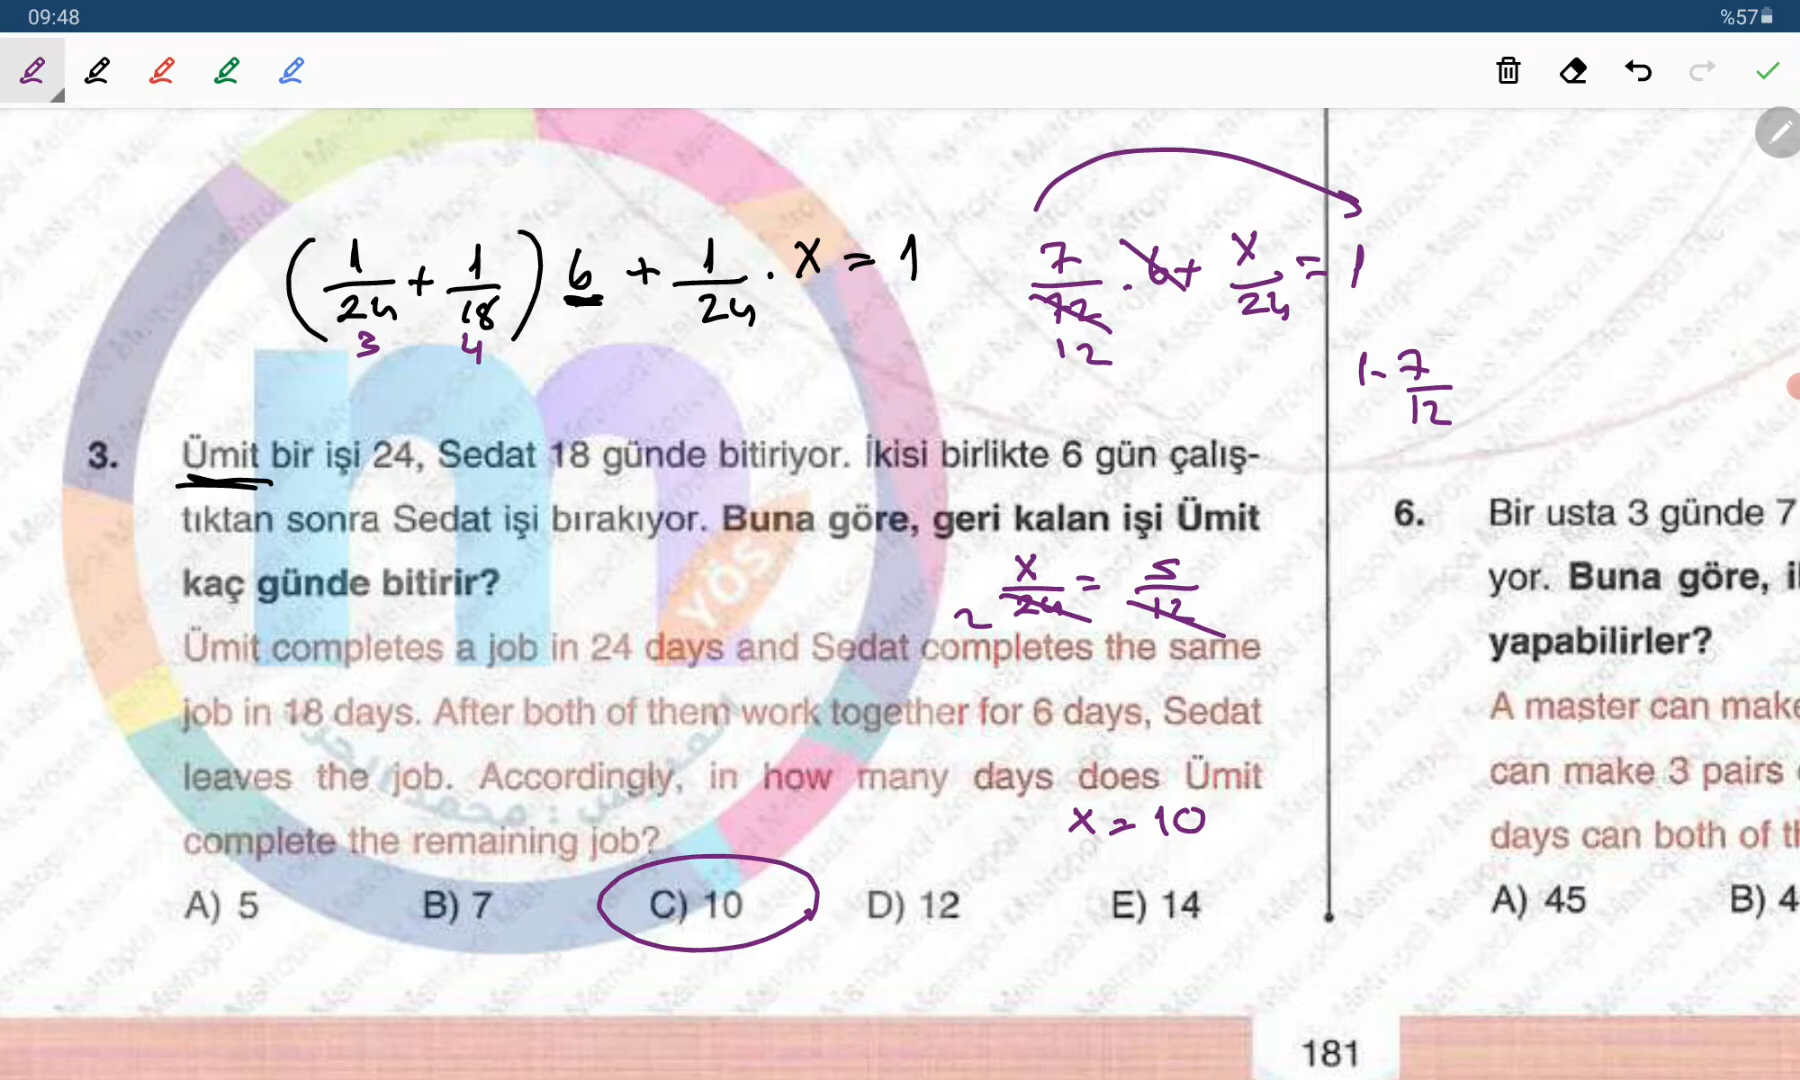 09:48
%57
(1/24 + 1/18) 6 + 1/24 · x = 1
3 4
7/72 · 6 + x/24 = 1
12
1 - 7/12
3. Ümit bir işi 24, Sedat 18 günde bitiriyor. İkisi birlikte 6 gün çalış-
tıktan sonra Sedat işi bırakıyor. Buna göre, geri kalan işi Ümit
kaç günde bitirir?
x/24 = 5/12
2
Ümit completes a job in 24 days and Sedat completes the same
job in 18 days. After both of them work together for 6 days, Sedat
leaves the job. Accordingly, in how many days does Ümit
complete the remaining job?
x = 10
A) 5 B) 7 C) 10 D) 12 E) 14
YÖS
6. Bir usta 3 günde 7
yor. Buna göre,
yapabilirler?
A master can make
can make 3 pairs
days can both of
A) 45 B) 4
181